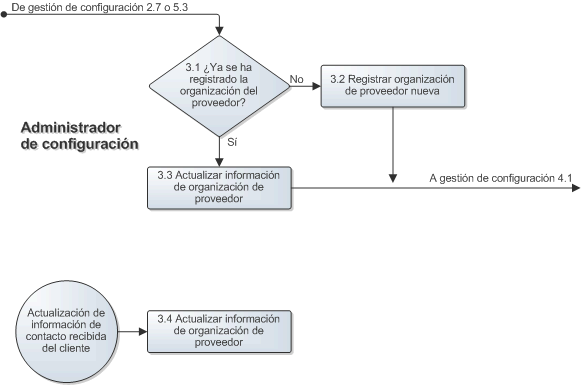 De gestión de configuración 2.7 o 5.3
3.1 ¿Ya se ha
registrado la
organización del
proveedor?
No
3.2 Registrar organización
de proveedor nueva
Administrador
de configuración
Sí
3.3 Actualizar información
de organización de
proveedor
A gestión de configuración 4.1
Actualización de
información de
contacto recibida
del cliente
3.4 Actualizar información
de organización de
proveedor